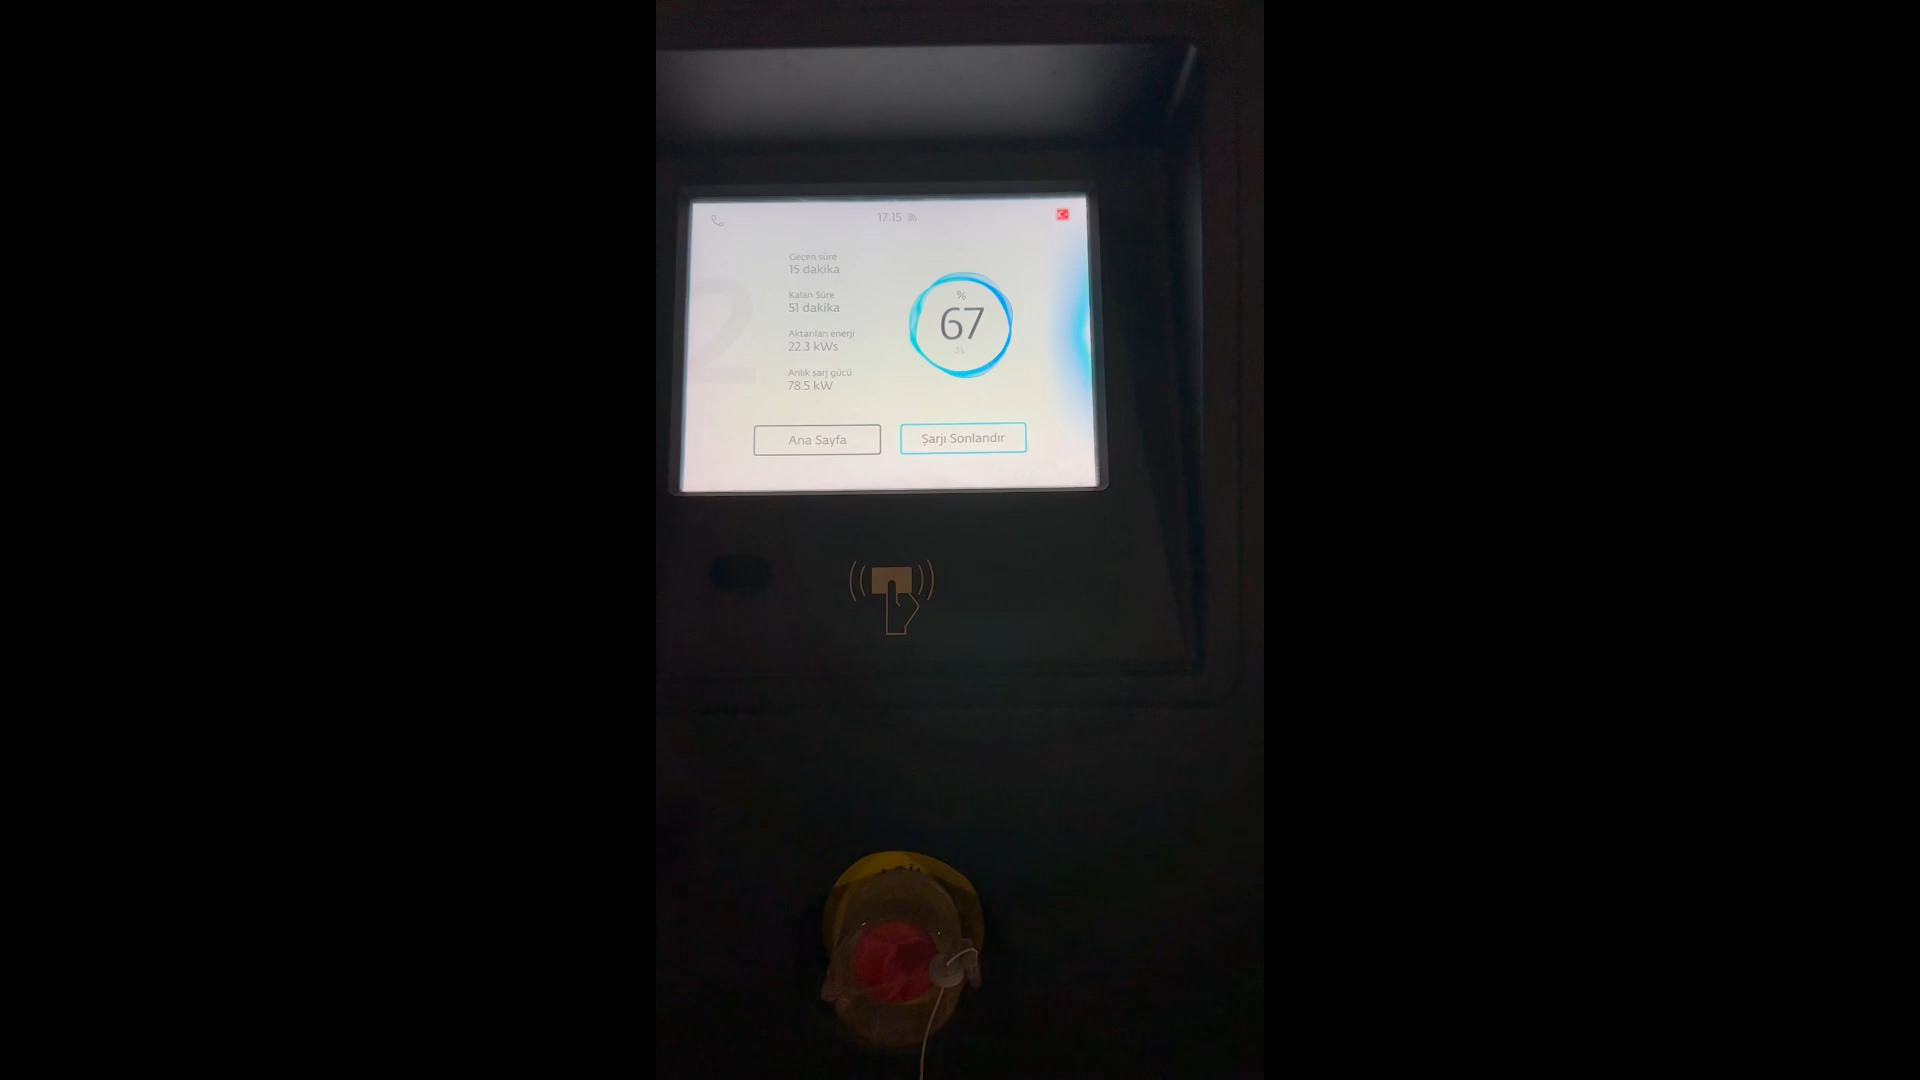 17.15
2
Geçen süre
15 dakika
Kalan Süre
51 dakika
Aktarılan enerji
22.3 kWs
Anlık şarj gücü
78.5 kW
%
67
Ana Sayfa
Şarjı Sonlandır